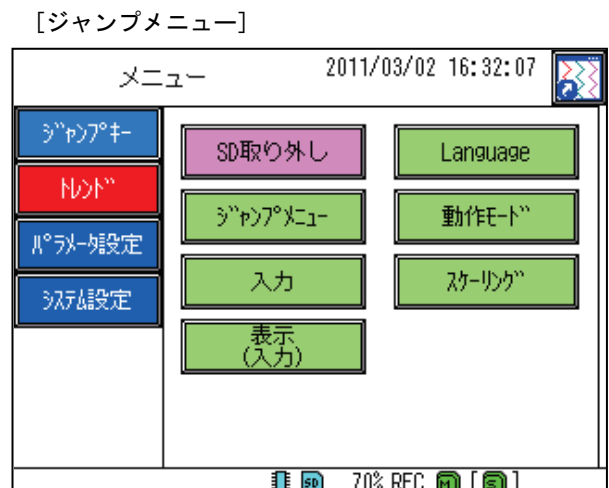 ［ジャンプメニュー］
メニュー
2011/03/02 16:32:07
ｼﾞｬﾝﾌﾟｷｰ
ﾄﾚﾝﾄﾞ
ﾊﾟﾗﾒｰﾀ設定
ｼｽﾃﾑ設定
SD取り外し
Language
ｼﾞｬﾝﾌﾟﾒﾆｭｰ
動作ﾓｰﾄﾞ
入力
ｽｹｰﾘﾝｸﾞ
表示
(入力)
SD 70% REC M [ S ]